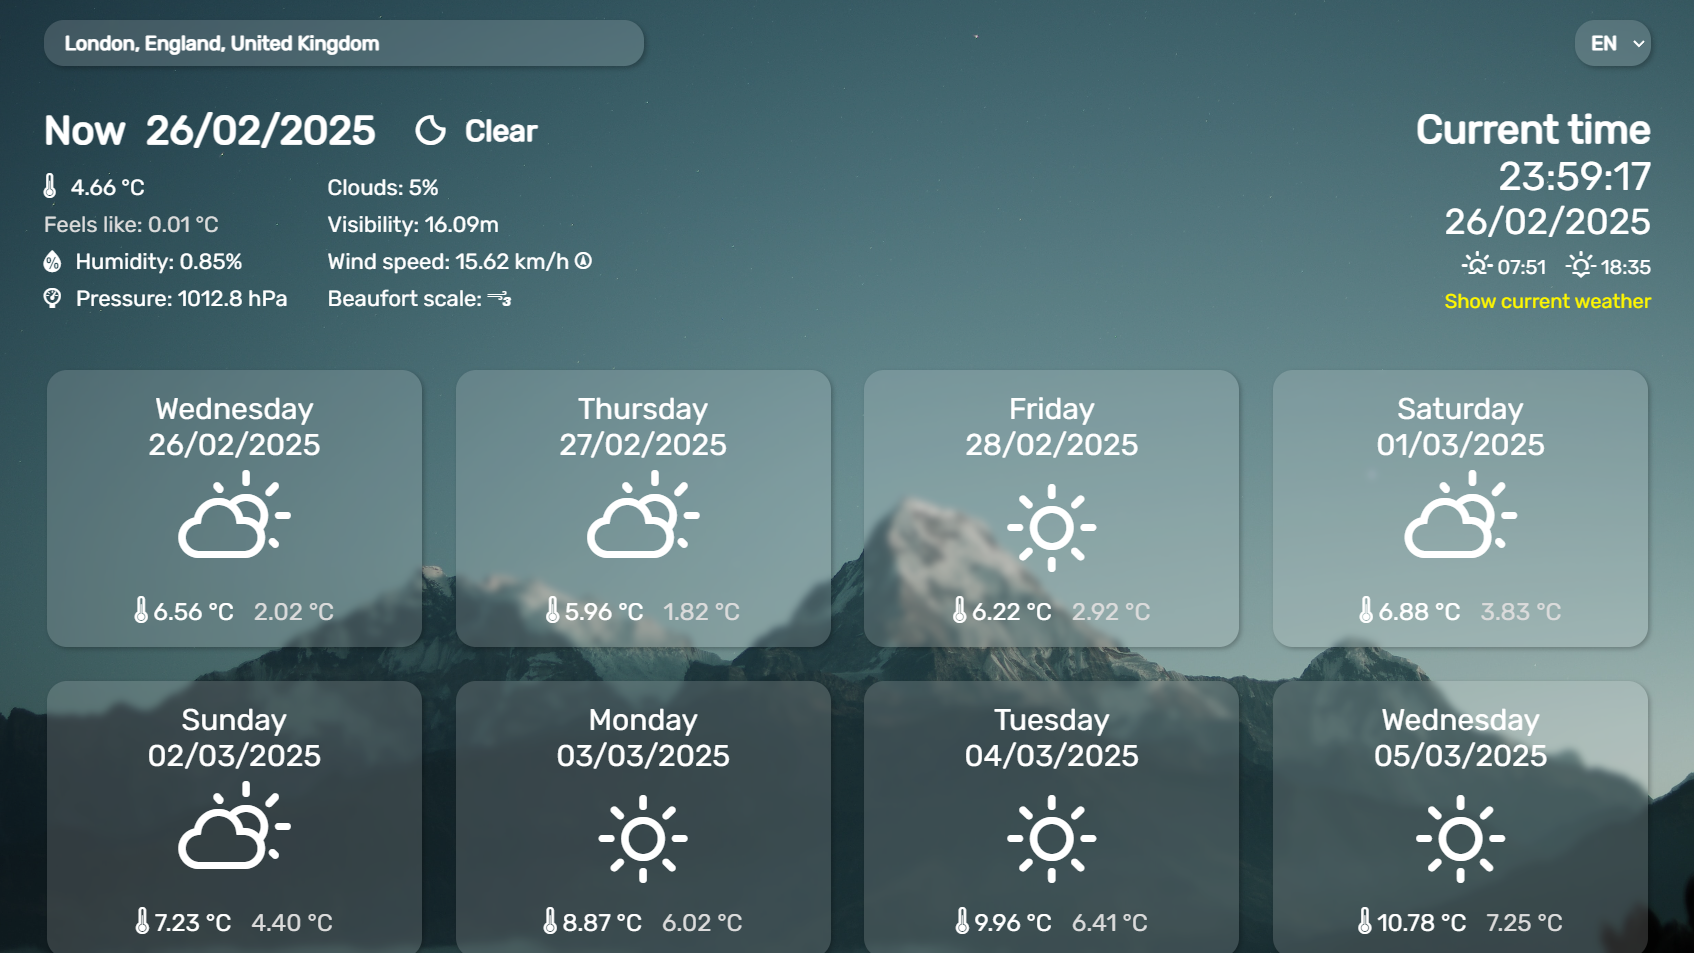 London, England, United Kingdom
EN
Now 26/02/2025 Clear
4.66 °C
Feels like: 0.01 °C
Humidity: 0.85%
Pressure: 1012.8 hPa
Clouds: 5%
Visibility: 16.09m
Wind speed: 15.62 km/h
Beaufort scale: 3
Current time
23:59:17
26/02/2025
07:51 18:35
Show current weather
Wednesday
26/02/2025
6.56 °C 2.02 °C
Thursday
27/02/2025
5.96 °C 1.82 °C
Friday
28/02/2025
6.22 °C 2.92 °C
Saturday
01/03/2025
6.88 °C 3.83 °C
Sunday
02/03/2025
7.23 °C 4.40 °C
Monday
03/03/2025
8.87 °C 6.02 °C
Tuesday
04/03/2025
9.96 °C 6.41 °C
Wednesday
05/03/2025
10.78 °C 7.25 °C